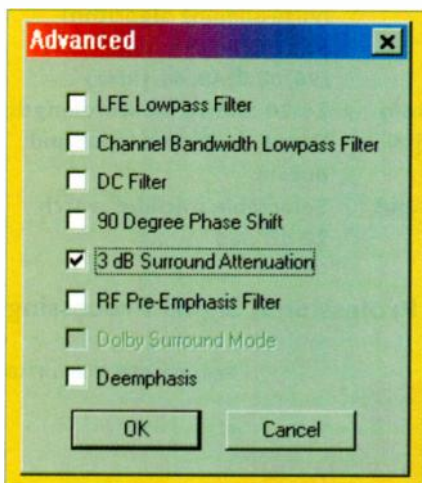 Advanced
LFE Lowpass Filter
Channel Bandwidth Lowpass Filter
DC Filter
90 Degree Phase Shift
3 dB Surround Attenuation
RF Pre-Emphasis Filter
Dolby Surround Mode
Deemphasis
OK Cancel